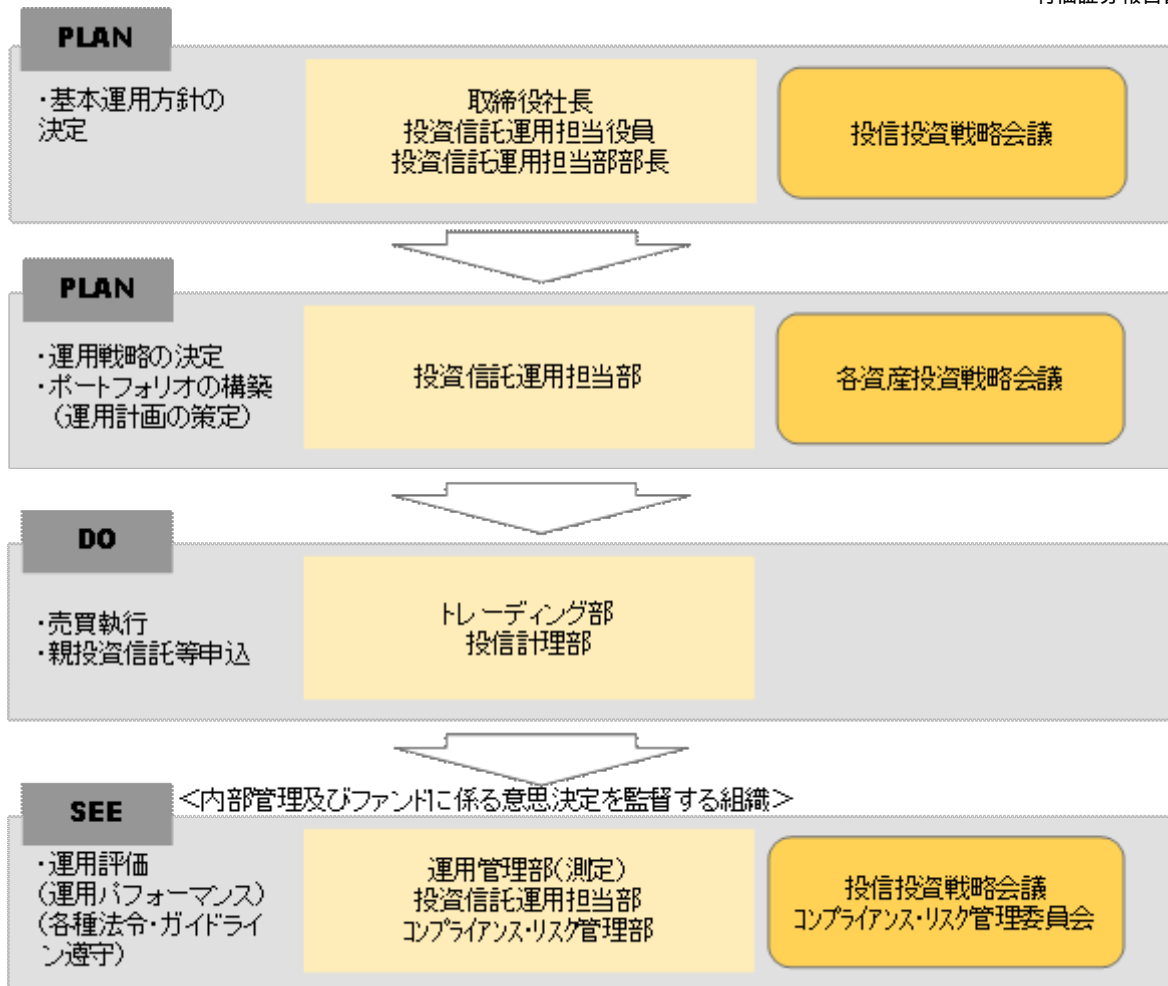 PLAN
・基本運用方針の
決定
取締役社長
投資信託運用担当役員
投資信託運用担当部部長
投信投資戦略会議
PLAN
・運用戦略の決定
・ポートフォリオの構築
(運用計画の策定)
投資信託運用担当部
各資産投資戦略会議
DO
・売買執行
・親投資信託等申込
トレーディング部
投信計理部
<内部管理及びファンドに係る意思決定を監督する組織>
SEE
・運用評価
(運用パフォーマンス)
(各種法令・ガイドライ
ン遵守)
運用管理部(測定)
投資信託運用担当部
コンプライアンス・リスク管理部
投信投資戦略会議
コンプライアンス・リスク管理委員会